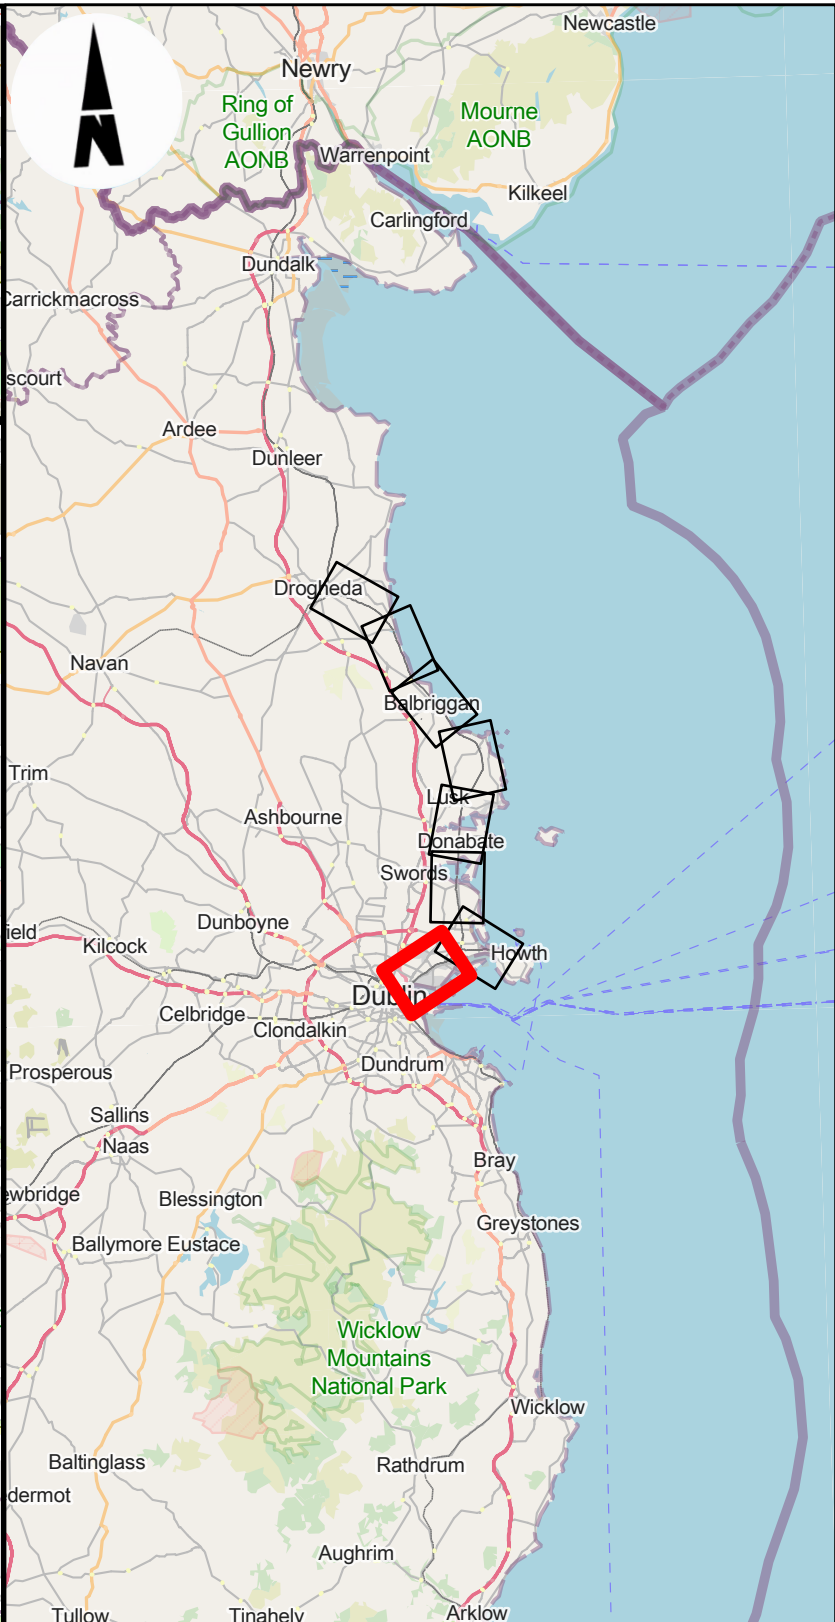 Newcastle
Newry
Ring of
Gullion
AONB
Mourne
AONB
N
Warrenpoint
Kilkeel
Carlingford
Dundalk
Carrickmacross
scourt
Ardee
Dunleer
Drogheda
Navan
Balbriggan
Trim
Lusk
Ashbourne
Donabate
Swords
Dunboyne
ield
Kilcock
Howth
Dublin
Celbridge
Clondalkin
Dundrum
Prosperous
Sallins
Naas
Bray
ewbridge
Blessington
Greystones
Ballymore Eustace
Wicklow
Mountains
National Park
Wicklow
Baltinglass
Rathdrum
dermot
Aughrim
Tullow
Tinahely
Arklow